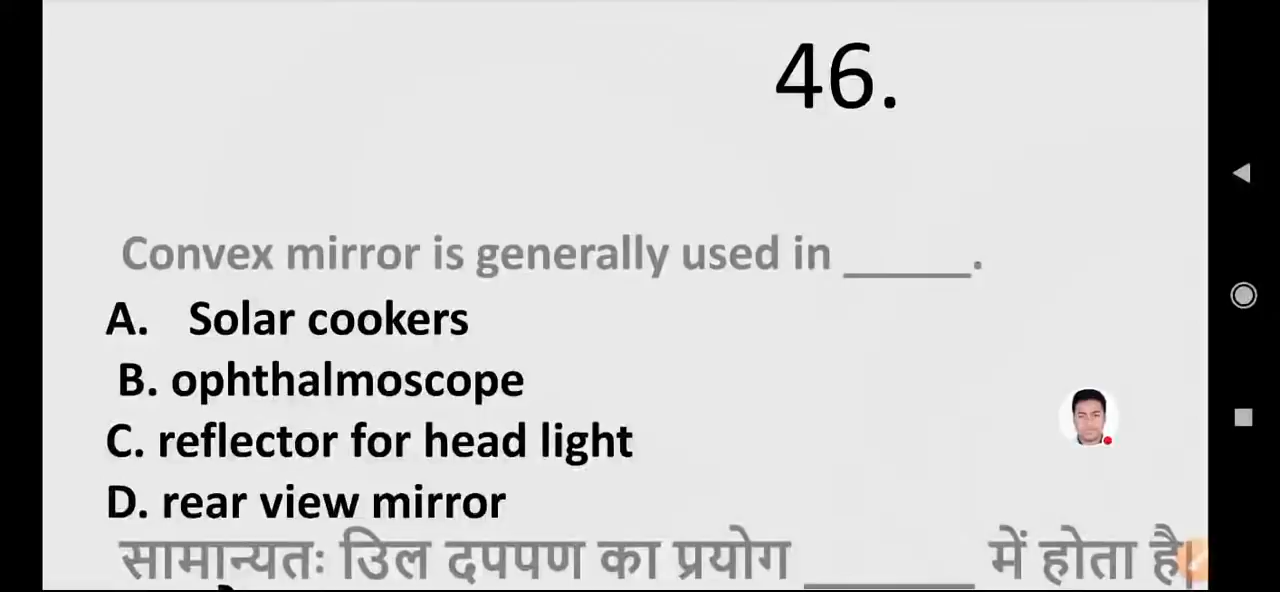 46.
Convex mirror is generally used in ______.
A. Solar cookers
B. ophthalmoscope
C. reflector for head light
D. rear view mirror
सामान्यतः उिल दपपण का प्रयोग ________ में होता है|